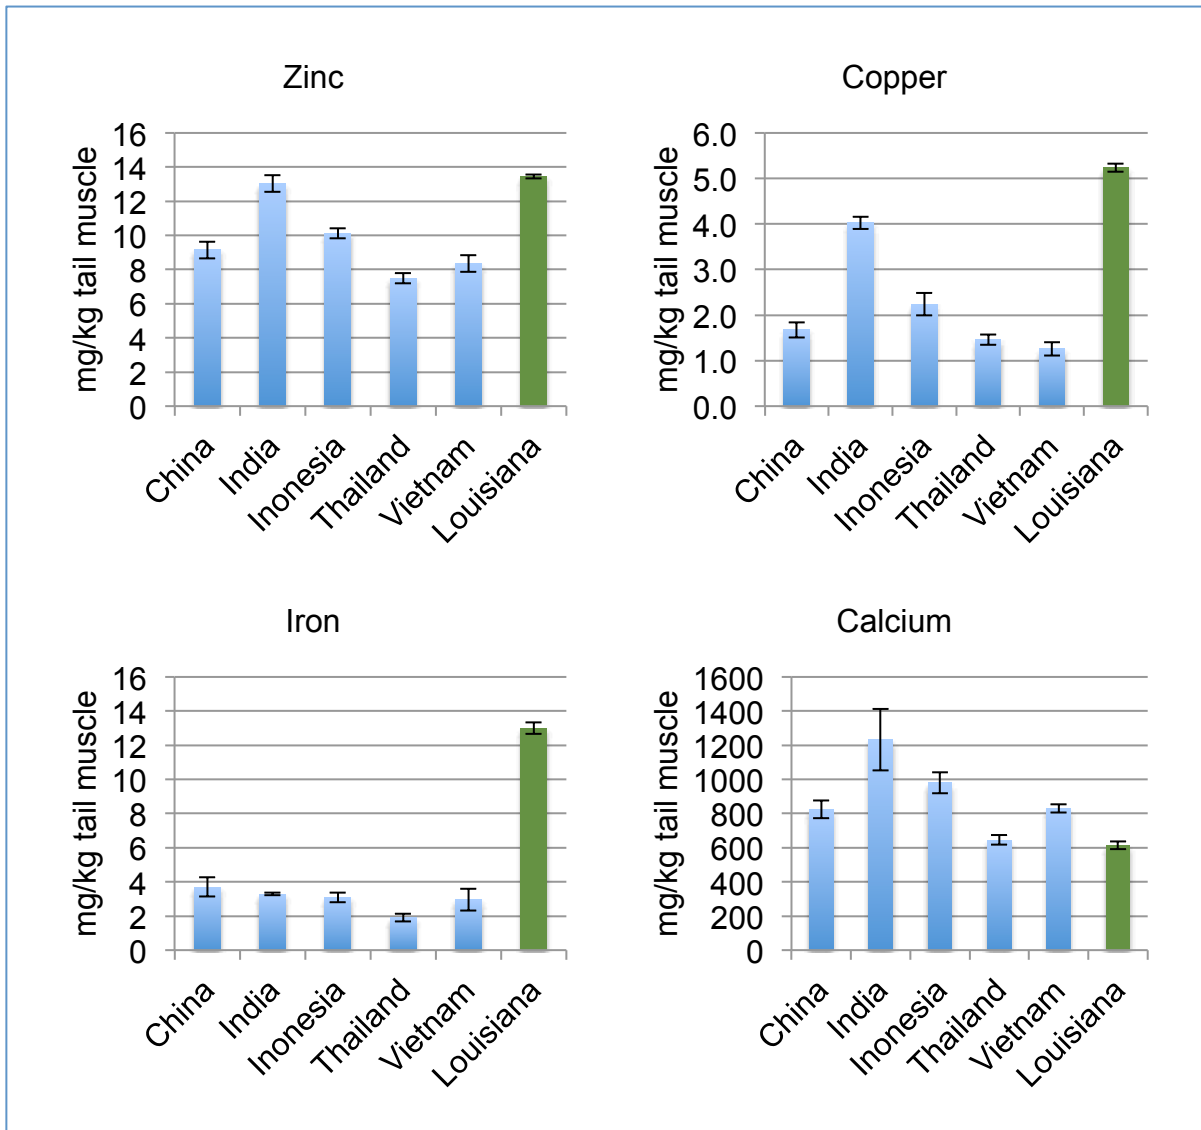 Zinc
mg/kg tail muscle
16
14
12
10
8
6
4
2
0
China
India
Inonesia
Thailand
Vietnam
Louisiana
Copper
mg/kg tail muscle
6.0
5.0
4.0
3.0
2.0
1.0
0.0
China
India
Inonesia
Thailand
Vietnam
Louisiana
Iron
mg/kg tail muscle
16
14
12
10
8
6
4
2
0
China
India
Inonesia
Thailand
Vietnam
Louisiana
Calcium
mg/kg tail muscle
1600
1400
1200
1000
800
600
400
200
0
China
India
Inonesia
Thailand
Vietnam
Louisiana